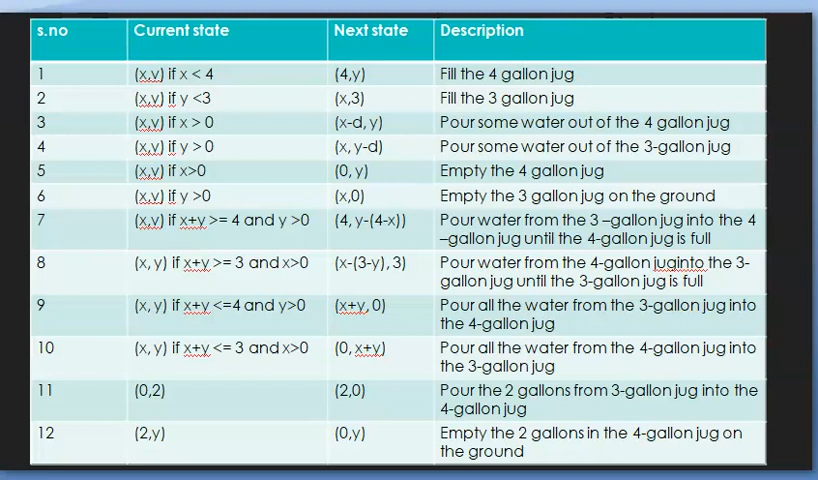 s.no Current state Next state Description
1 (x,y) if x < 4 (4,y) Fill the 4 gallon jug
2 (x,y) if y <3 (x,3) Fill the 3 gallon jug
3 (x,y) if x > 0 (x-d, y) Pour some water out of the 4 gallon jug
4 (x,y) if y > 0 (x, y-d) Pour some water out of the 3-gallon jug
5 (x,y) if x>0 (0, y) Empty the 4 gallon jug
6 (x,y) if y >0 (x,0) Empty the 3 gallon jug on the ground
7 (x,y) if x+y >= 4 and y >0 (4, y-(4-x)) Pour water from the 3 –gallon jug into the 4
–gallon jug until the 4-gallon jug is full
8 (x, y) if x+y >= 3 and x>0 (x-(3-y), 3) Pour water from the 4-gallon juginto the 3-
gallon jug until the 3-gallon jug is full
9 (x, y) if x+y <=4 and y>0 (x+y, 0) Pour all the water from the 3-gallon jug into
the 4-gallon jug
10 (x, y) if x+y <= 3 and x>0 (0, x+y) Pour all the water from the 4-gallon jug into
the 3-gallon jug
11 (0,2) (2,0) Pour the 2 gallons from 3-gallon jug into the
4-gallon jug
12 (2,y) (0,y) Empty the 2 gallons in the 4-gallon jug on
the ground